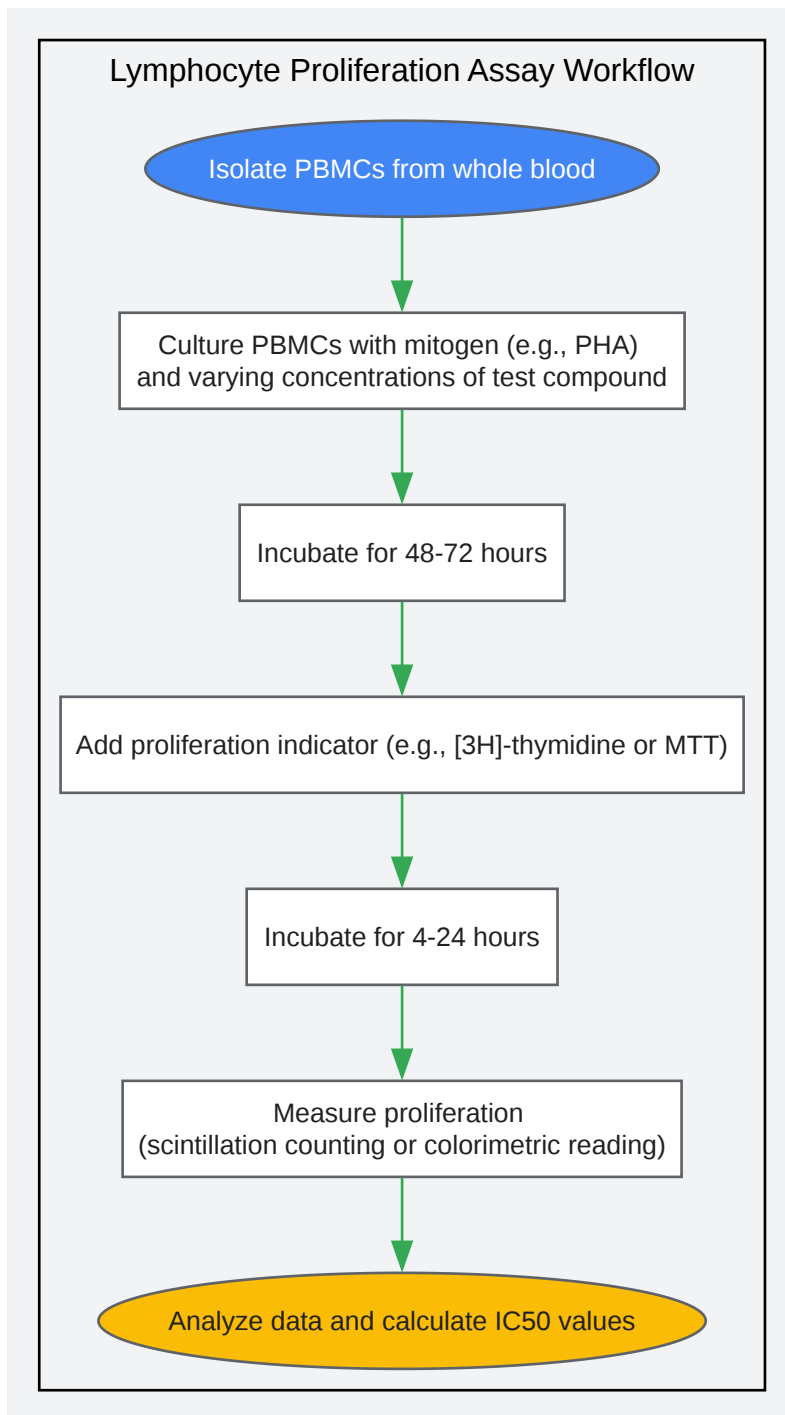 Lymphocyte Proliferation Assay Workflow
Isolate PBMCs from whole blood
Culture PBMCs with mitogen (e.g., PHA)
and varying concentrations of test compound
Incubate for 48-72 hours
Add proliferation indicator (e.g., [3H]-thymidine or MTT)
Incubate for 4-24 hours
Measure proliferation
(scintillation counting or colorimetric reading)
Analyze data and calculate IC50 values